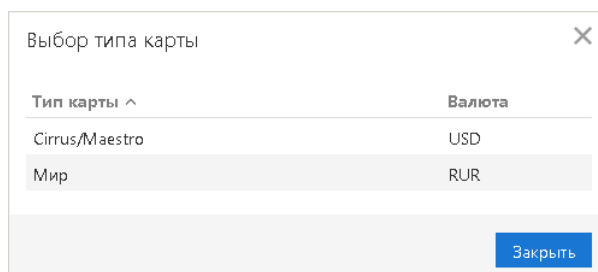 Выбор типа карты
Тип карты Валюта
Cirrus/Maestro USD
Мир RUR
Закрыть